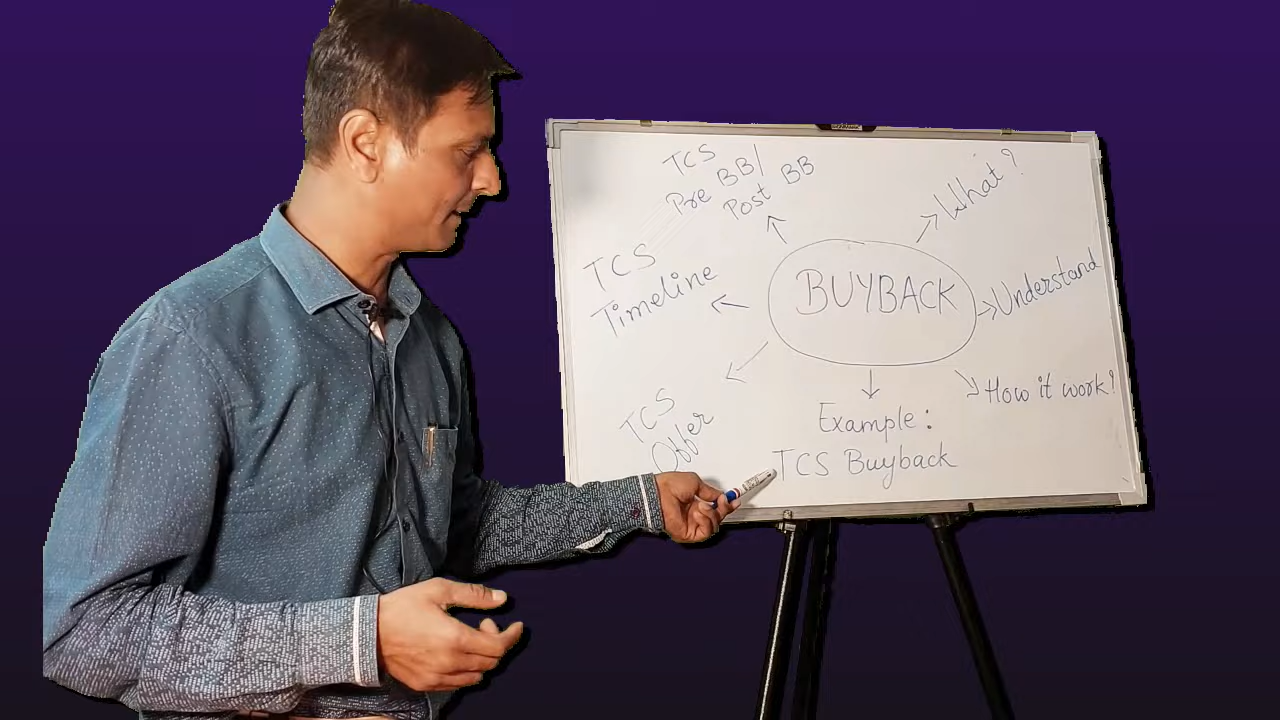 TCS
Pre BB/
Post BB
What?
BUYBACK
Understand
TCS
Timeline
How it work?
TCS
Offer
Example:
TCS Buyback